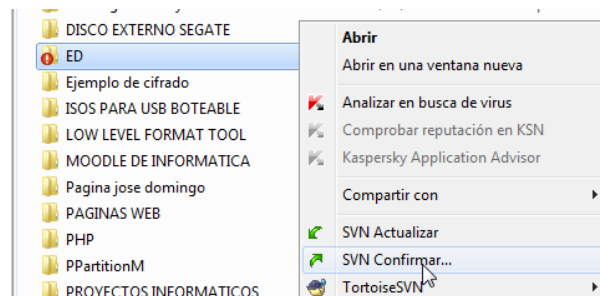 DISCO EXTERNO SEGATE
ED
Ejemplo de cifrado
ISOS PARA USB BOTEABLE
LOW LEVEL FORMAT TOOL
MOODLE DE INFORMATICA
Pagina jose domingo
PAGINAS WEB
PHP
PPartitionM
PROYECTOS INFORMATICOS
Abrir
Abrir en una ventana nueva
Analizar en busca de virus
Comprobar reputación en KSN
Kaspersky Application Advisor
Compartir con
SVN Actualizar
SVN Confirmar...
TortoiseSVN